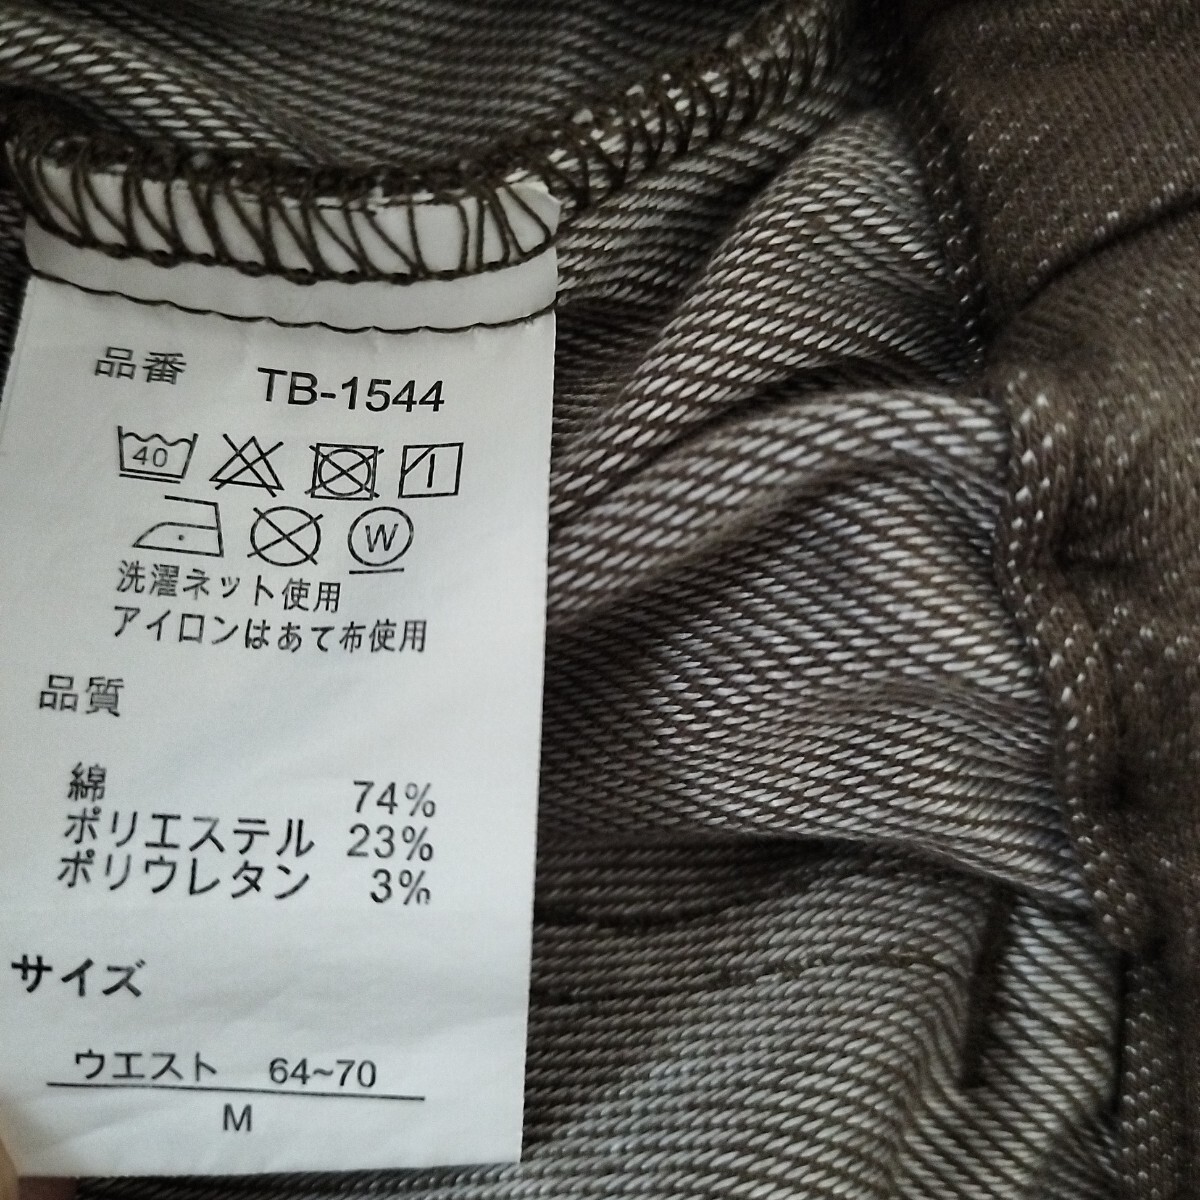 品番 TB-1544
40
W
洗濯ネット使用
アイロンはあて布使用
品質
綿 74%
ポリエステル 23%
ポリウレタン 3%
サイズ
ウエスト 64~70
M